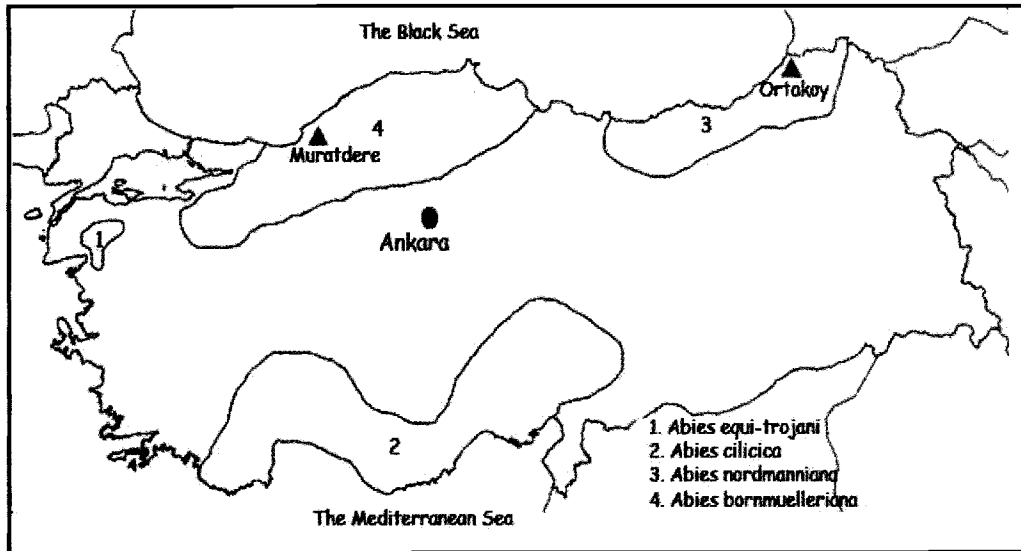 The Black Sea
Ortokoy
4
3
Muratdere
1
Ankara
2
1. Abies equi-trojani
2. Abies cilicica
3. Abies nordmanniana
4. Abies bornmuelleriana
The Mediterranean Sea